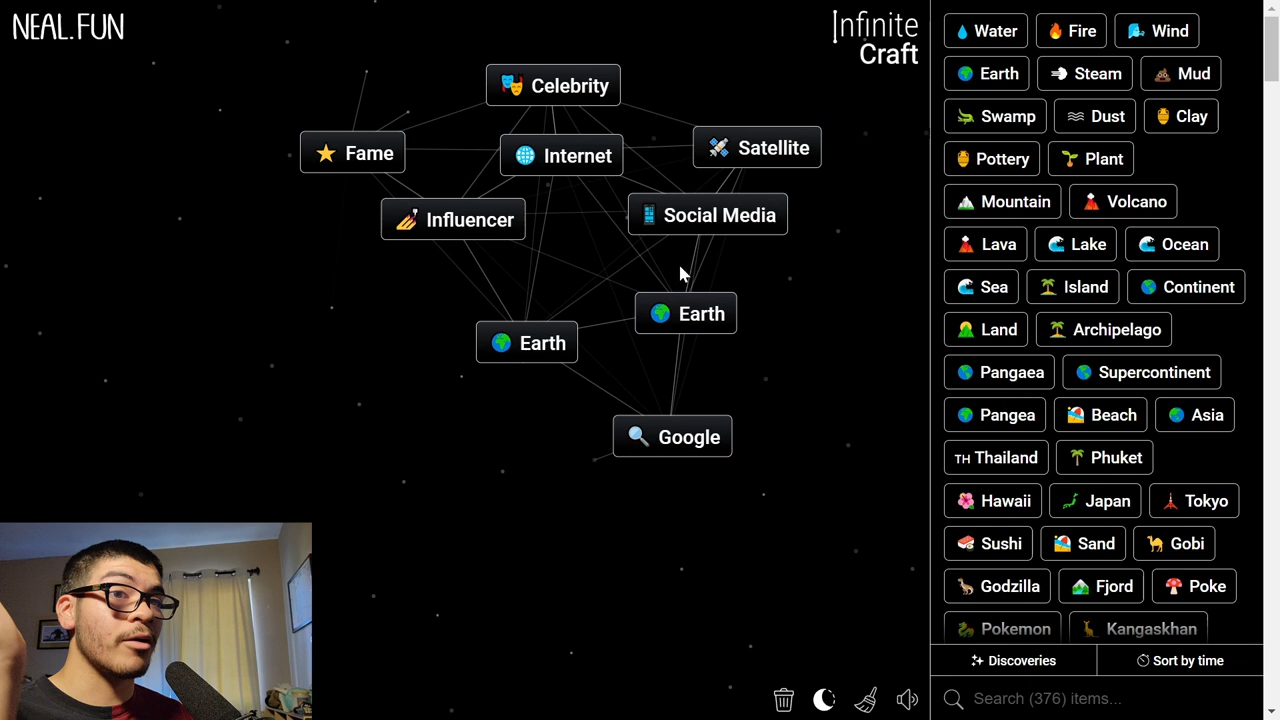 NEAL.FUN
Infinite
Craft
Celebrity
Fame
Internet
Satellite
Influencer
Social Media
Earth
Earth
Google
Water
Fire
Wind
Earth
Steam
Mud
Swamp
Dust
Clay
Pottery
Plant
Mountain
Volcano
Lava
Lake
Ocean
Sea
Island
Continent
Land
Archipelago
Pangaea
Supercontinent
Pangea
Beach
Asia
TH Thailand
Phuket
Hawaii
Japan
Tokyo
Sushi
Sand
Gobi
Godzilla
Fjord
Poke
Pokemon
Kangaskhan
Discoveries
Sort by time
Search (376) items...